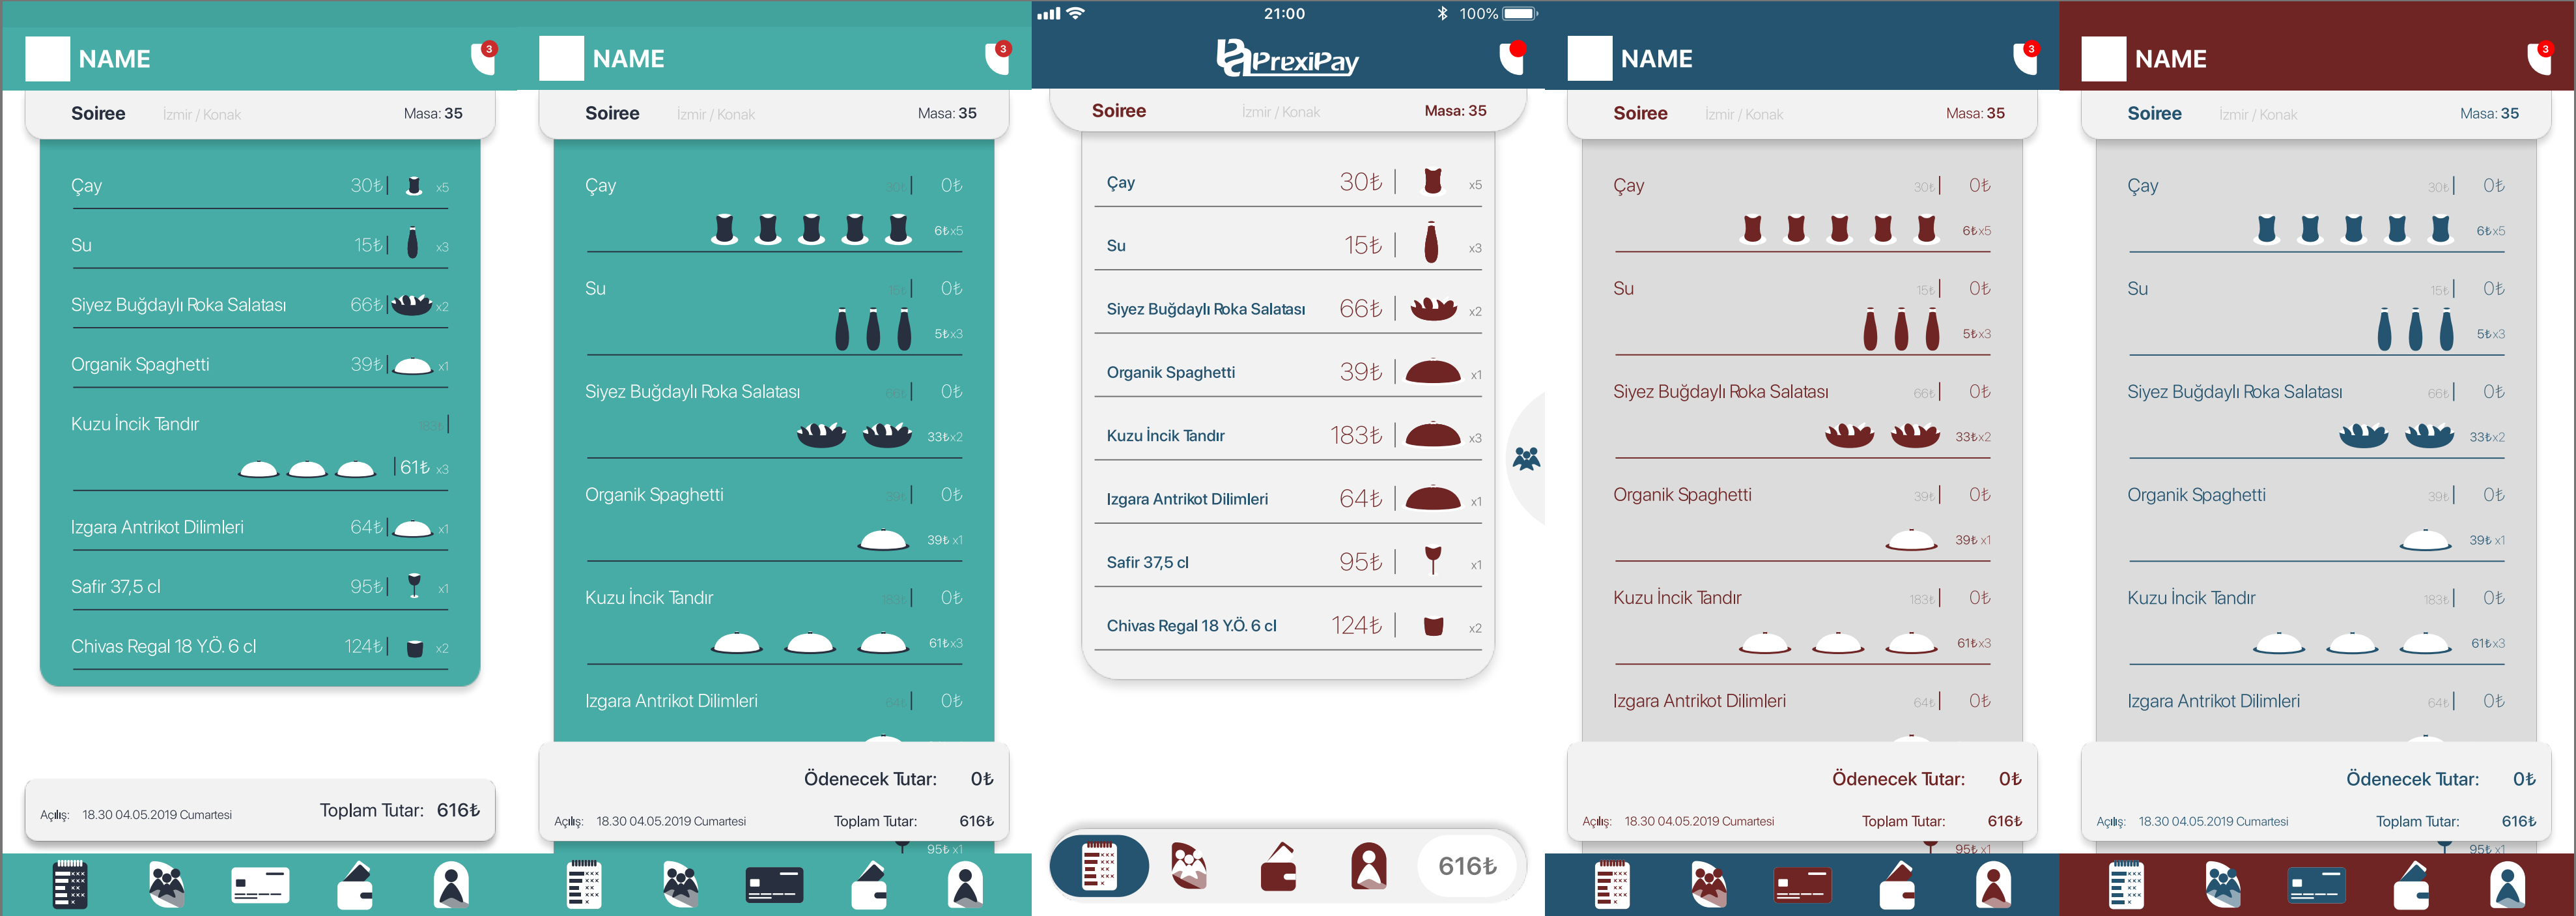 NAME
3
Soiree İzmir / Konak Masa: 35
Çay 30₺ x5
Su 15₺ x3
Siyez Buğdaylı Roka Salatası 66₺ x2
Organik Spaghetti 39₺ x1
Kuzu İncik Tandır 183₺
61₺ x3
Izgara Antrikot Dilimleri 64₺ x1
Safir 37,5 cl 95₺ x1
Chivas Regal 18 Y.Ö. 6 cl 124₺ x2
Açılış: 18.30 04.05.2019 Cumartesi Toplam Tutar: 616₺
NAME
3
Soiree İzmir / Konak Masa: 35
Çay 30₺ 0₺
6₺x5
Su 15₺ 0₺
5₺x3
Siyez Buğdaylı Roka Salatası 66₺ 0₺
33₺x2
Organik Spaghetti 39₺ 0₺
39₺ x1
Kuzu İncik Tandır 183₺ 0₺
61₺x3
Izgara Antrikot Dilimleri 64₺ 0₺
Ödenecek Tutar: 0₺
Açılış: 18.30 04.05.2019 Cumartesi Toplam Tutar: 616₺
95₺ x1
21:00 100%
PrexiPay
Soiree İzmir / Konak Masa: 35
Çay 30₺ x5
Su 15₺ x3
Siyez Buğdaylı Roka Salatası 66₺ x2
Organik Spaghetti 39₺ x1
Kuzu İncik Tandır 183₺ x3
Izgara Antrikot Dilimleri 64₺ x1
Safir 37,5 cl 95₺ x1
Chivas Regal 18 Y.Ö. 6 cl 124₺ x2
616₺
NAME
3
Soiree İzmir / Konak Masa: 35
Çay 30₺ 0₺
6₺x5
Su 15₺ 0₺
5₺x3
Siyez Buğdaylı Roka Salatası 66₺ 0₺
33₺x2
Organik Spaghetti 39₺ 0₺
39₺ x1
Kuzu İncik Tandır 183₺ 0₺
61₺x3
Izgara Antrikot Dilimleri 64₺ 0₺
Ödenecek Tutar: 0₺
Açılış: 18.30 04.05.2019 Cumartesi Toplam Tutar: 616₺
95₺ x1
NAME
3
Soiree İzmir / Konak Masa: 35
Çay 30₺ 0₺
6₺x5
Su 15₺ 0₺
5₺x3
Siyez Buğdaylı Roka Salatası 66₺ 0₺
33₺x2
Organik Spaghetti 39₺ 0₺
39₺ x1
Kuzu İncik Tandır 183₺ 0₺
61₺x3
Izgara Antrikot Dilimleri 64₺ 0₺
Ödenecek Tutar: 0₺
Açılış: 18.30 04.05.2019 Cumartesi Toplam Tutar: 616₺
95₺ x1